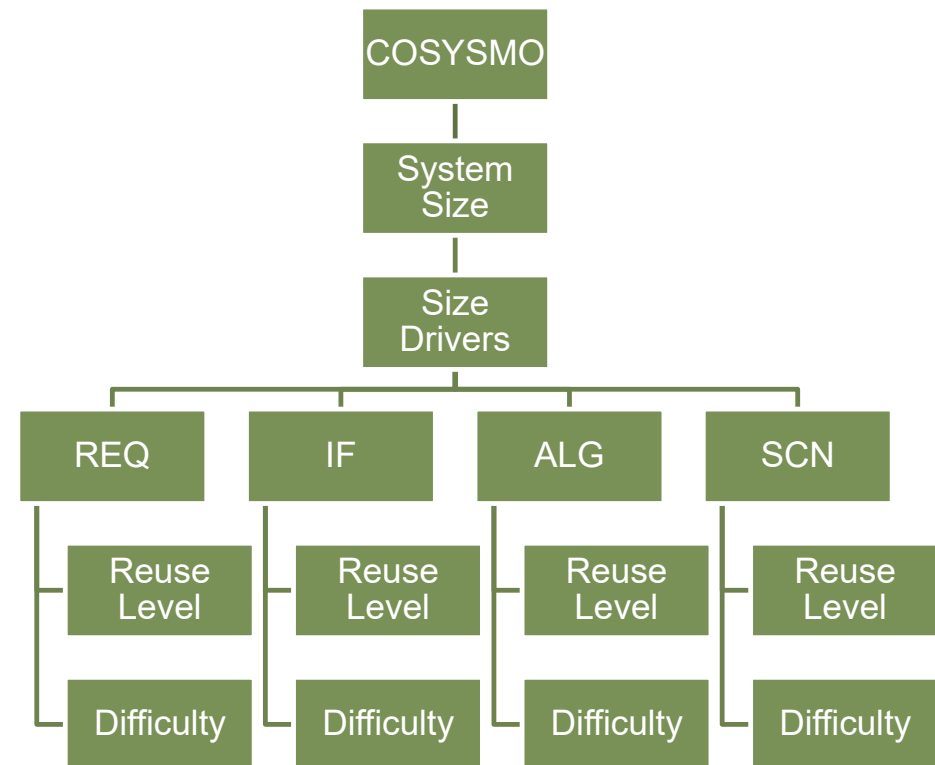 COSYSMO
System
Size
Size
Drivers
REQ
IF
ALG
SCN
Reuse
Level
Reuse
Level
Reuse
Level
Reuse
Level
Difficulty
Difficulty
Difficulty
Difficulty